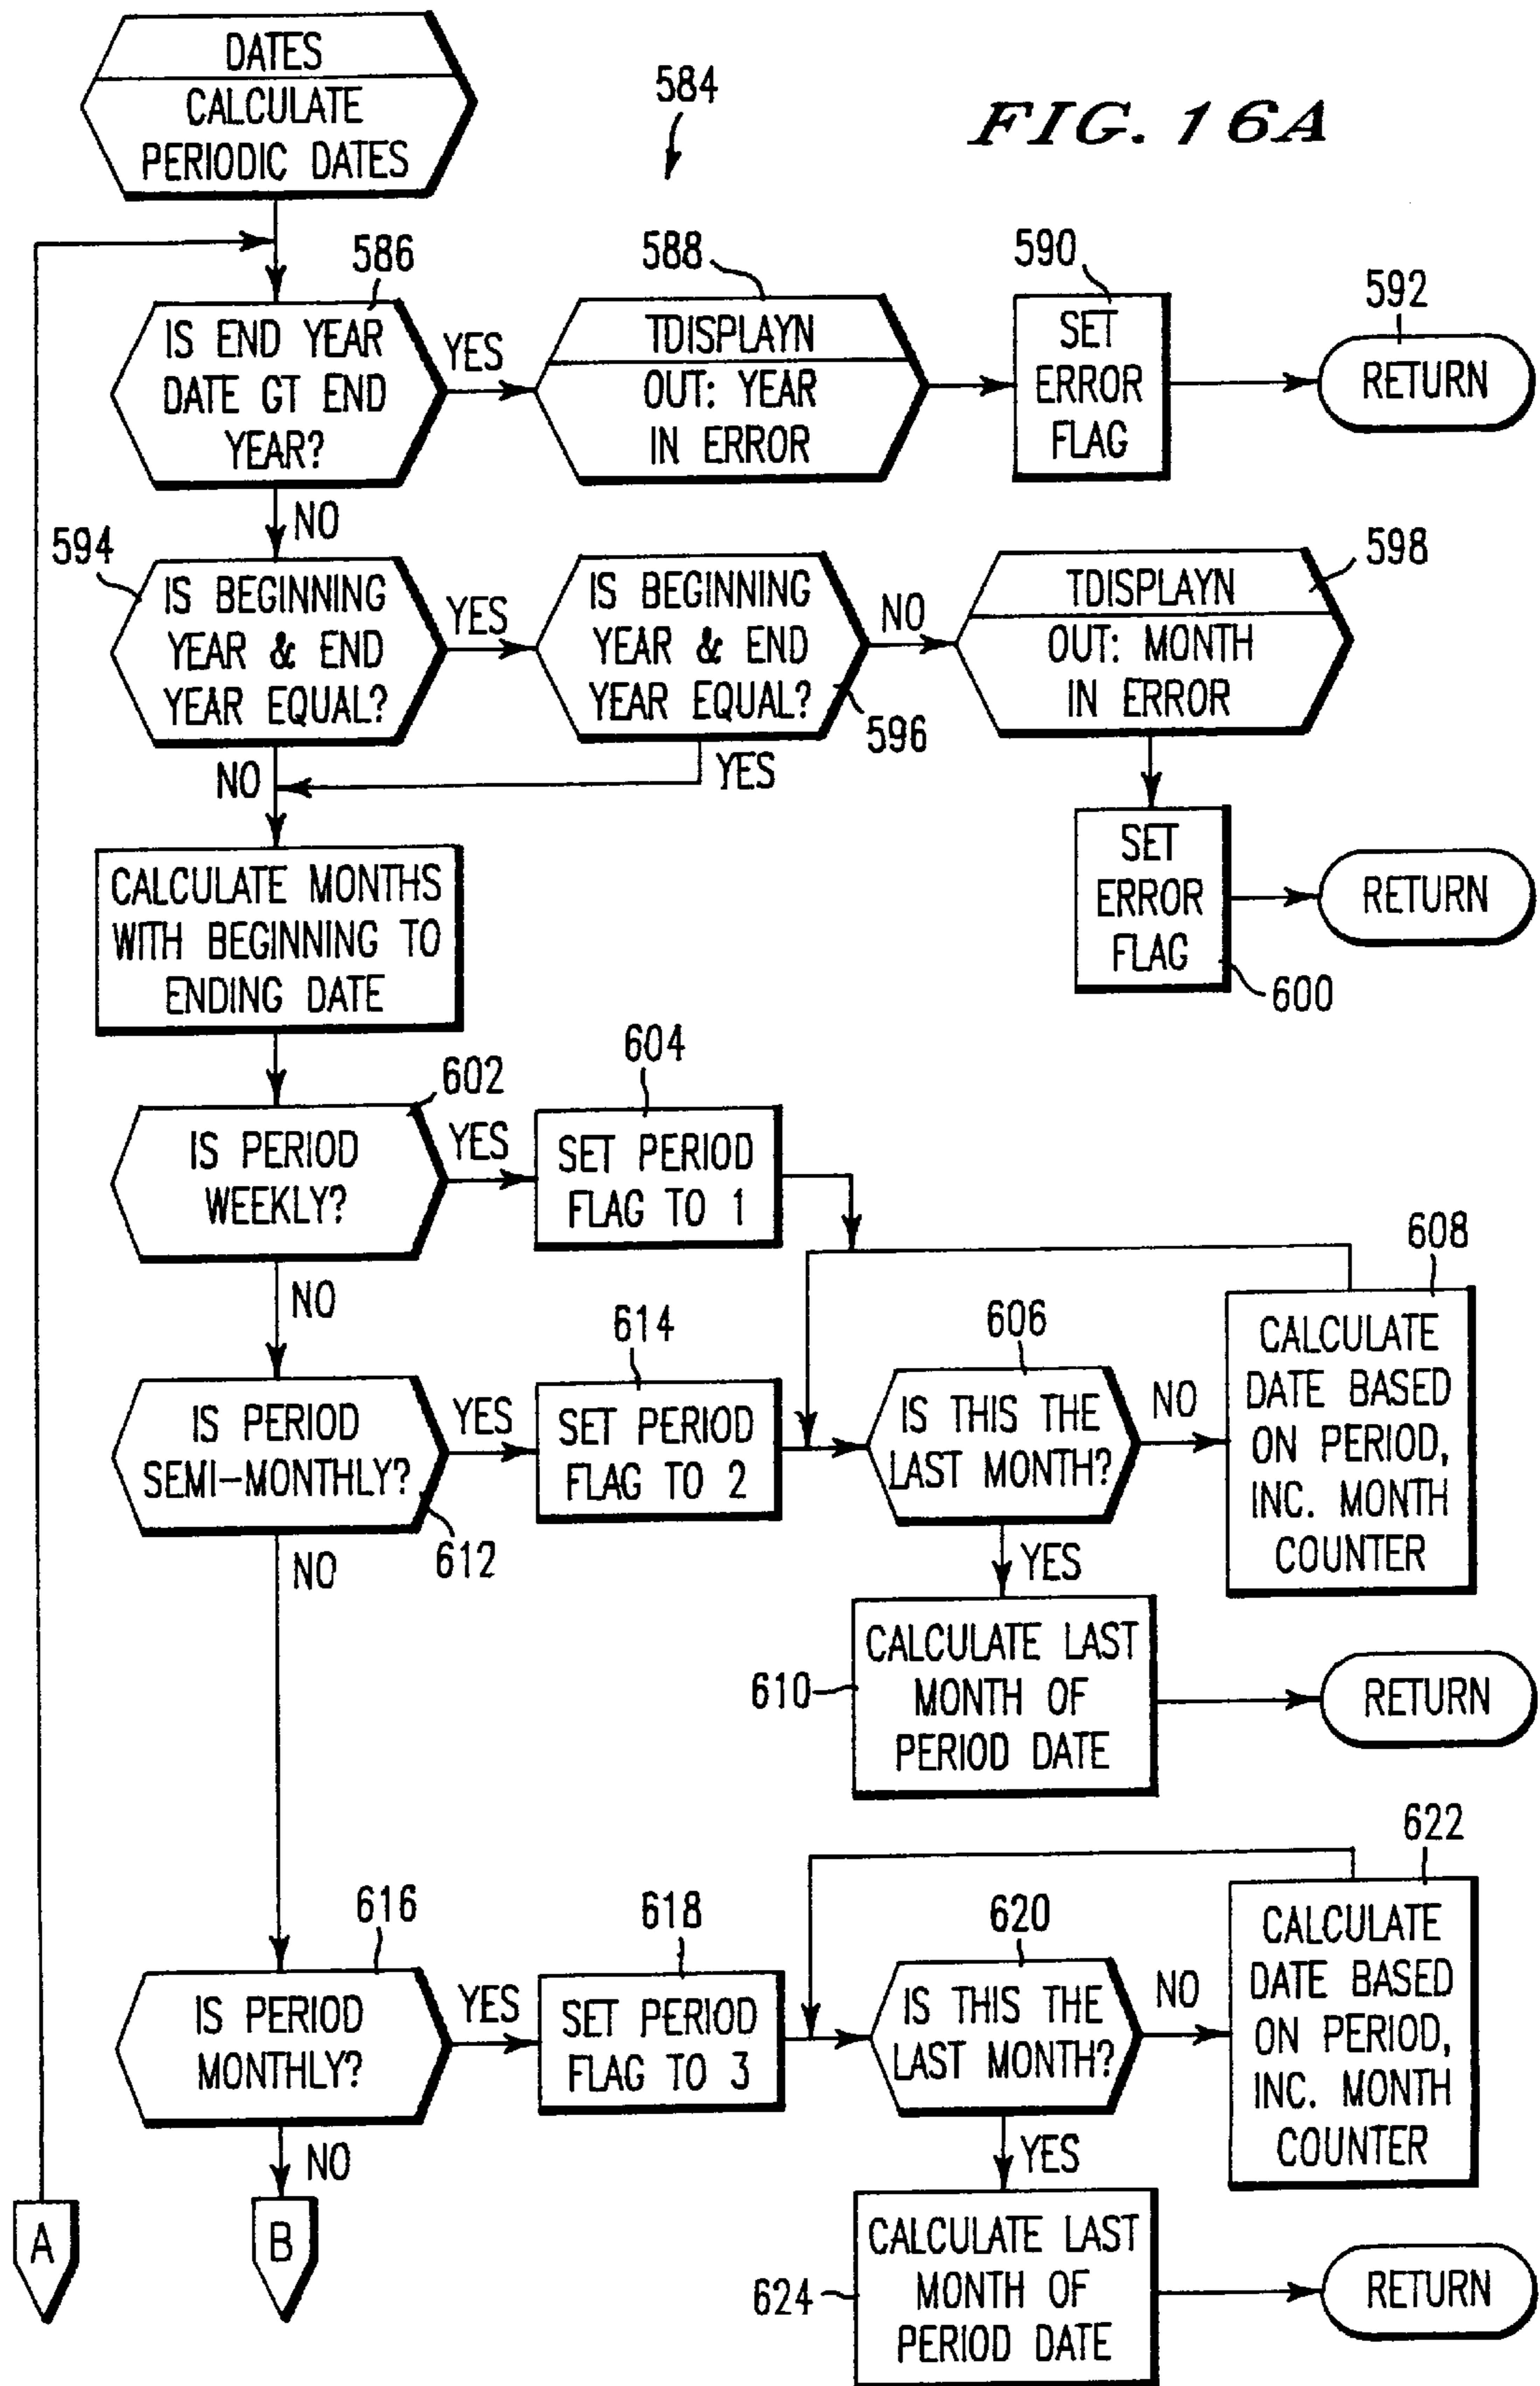 DATES
CALCULATE
PERIODIC DATES
584
FIG. 16A
586
IS END YEAR
DATE GT END
YEAR?
YES
588
TDISPLAYN
OUT: YEAR
IN ERROR
590
SET
ERROR
FLAG
592
RETURN
NO
594
IS BEGINNING
YEAR & END
YEAR EQUAL?
YES
IS BEGINNING
YEAR & END
YEAR EQUAL?
596
NO
TDISPLAYN
OUT: MONTH
IN ERROR
598
NO
YES
SET
ERROR
FLAG
600
RETURN
CALCULATE MONTHS
WITH BEGINNING TO
ENDING DATE
602
IS PERIOD
WEEKLY?
YES
604
SET PERIOD
FLAG TO 1
NO
612
IS PERIOD
SEMI-MONTHLY?
YES
614
SET PERIOD
FLAG TO 2
606
IS THIS THE
LAST MONTH?
NO
608
CALCULATE
DATE BASED
ON PERIOD,
INC. MONTH
COUNTER
YES
610
CALCULATE LAST
MONTH OF
PERIOD DATE
RETURN
NO
616
IS PERIOD
MONTHLY?
YES
618
SET PERIOD
FLAG TO 3
620
IS THIS THE
LAST MONTH?
NO
622
CALCULATE
DATE BASED
ON PERIOD,
INC. MONTH
COUNTER
YES
624
CALCULATE LAST
MONTH OF
PERIOD DATE
RETURN
NO
A
B